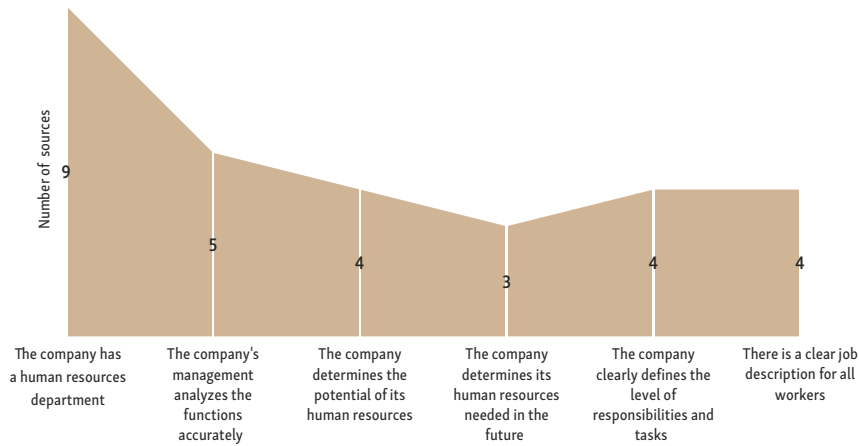 Number of sources
9
5
4
3
4
4
The company has
a human resources
department
The company's
management
analyzes the
functions
accurately
The company
determines the
potential of its
human resources
The company
determines its
human resources
needed in the
future
The company
clearly defines the
level of
responsibilities and
tasks
There is a clear job
description for all
workers